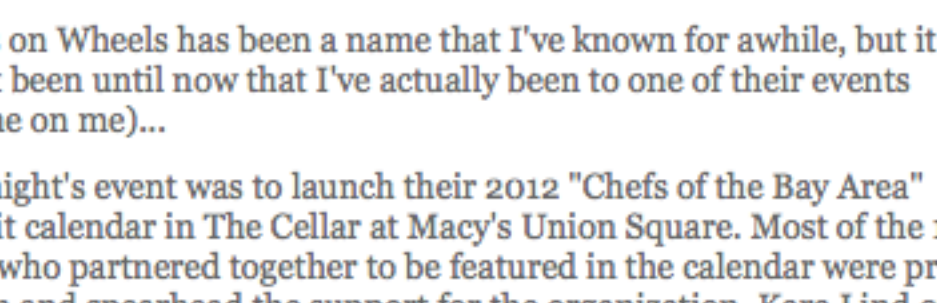 on Wheels has been a name that I've known for awhile, but it
been until now that I've actually been to one of their events
on me)...
event was to launch their 2012 "Chefs of the Bay Area"
calendar in The Cellar at Macy's Union Square. Most of the
who partnered together to be featured in the calendar were
and spearhead the support for the organization. Kara Lind